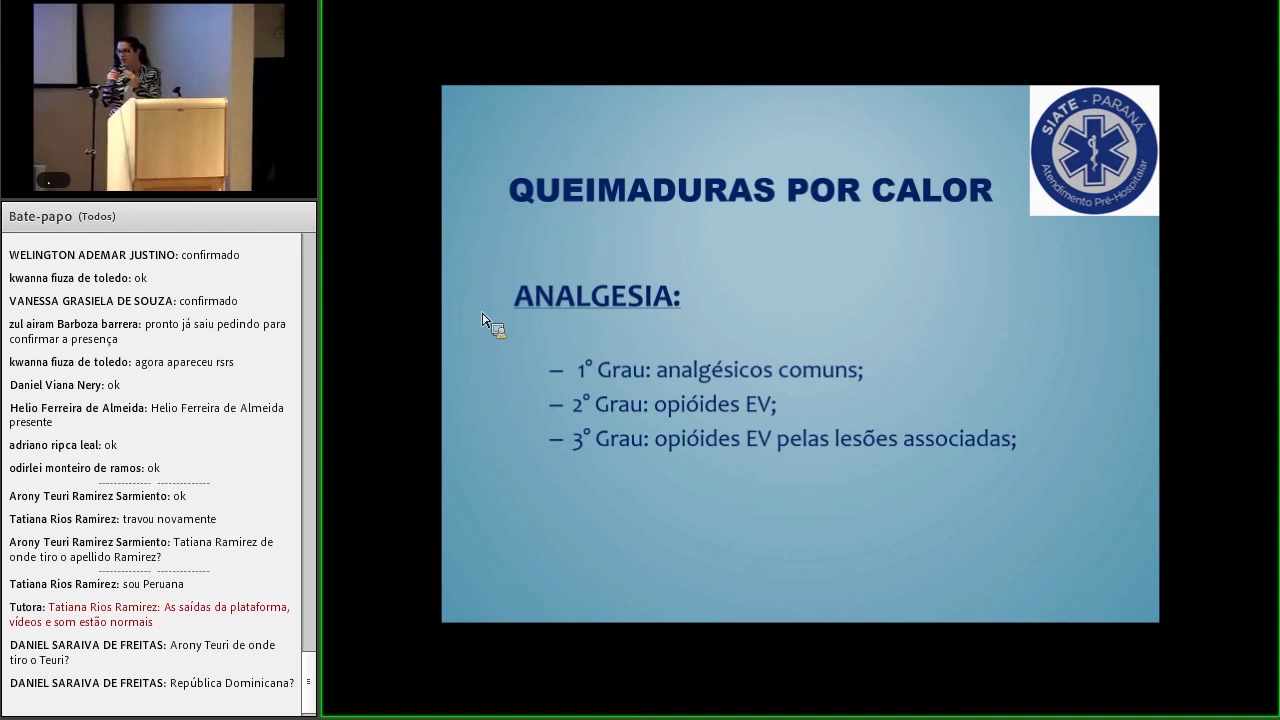 Bate-papo (Todos)
WELINGTON ADEMAR JUSTINO: confirmado
kwanna fiuza de toledo: ok
VANESSA GRASIELA DE SOUZA: confirmado
zul airam Barboza barrera: pronto já saiu pedindo para
confirmar a presença
kwanna fiuza de toledo: agora apareceu rsrs
Daniel Viana Nery: ok
Helio Ferreira de Almeida: Helio Ferreira de Almeida
presente
adriano ripca leal: ok
odirlei monteiro de ramos: ok
Arony Teuri Ramirez Sarmiento: ok
Tatiana Rios Ramirez: travou novamente
Arony Teuri Ramirez Sarmiento: Tatiana Ramirez de
onde tiro o apellido Ramirez?
Tatiana Rios Ramirez: sou Peruana
Tutora: Tatiana Rios Ramirez: As saídas da plataforma,
vídeos e som estão normais
DANIEL SARAIVA DE FREITAS: Arony Teuri de onde
tiro o Teuri?
DANIEL SARAIVA DE FREITAS: República Dominicana?
SIATE - PARANÁ
Atendimento Pré-Hospitalar
QUEIMADURAS POR CALOR
ANALGESIA:
– 1° Grau: analgésicos comuns;
– 2° Grau: opióides EV;
– 3° Grau: opióides EV pelas lesões associadas;